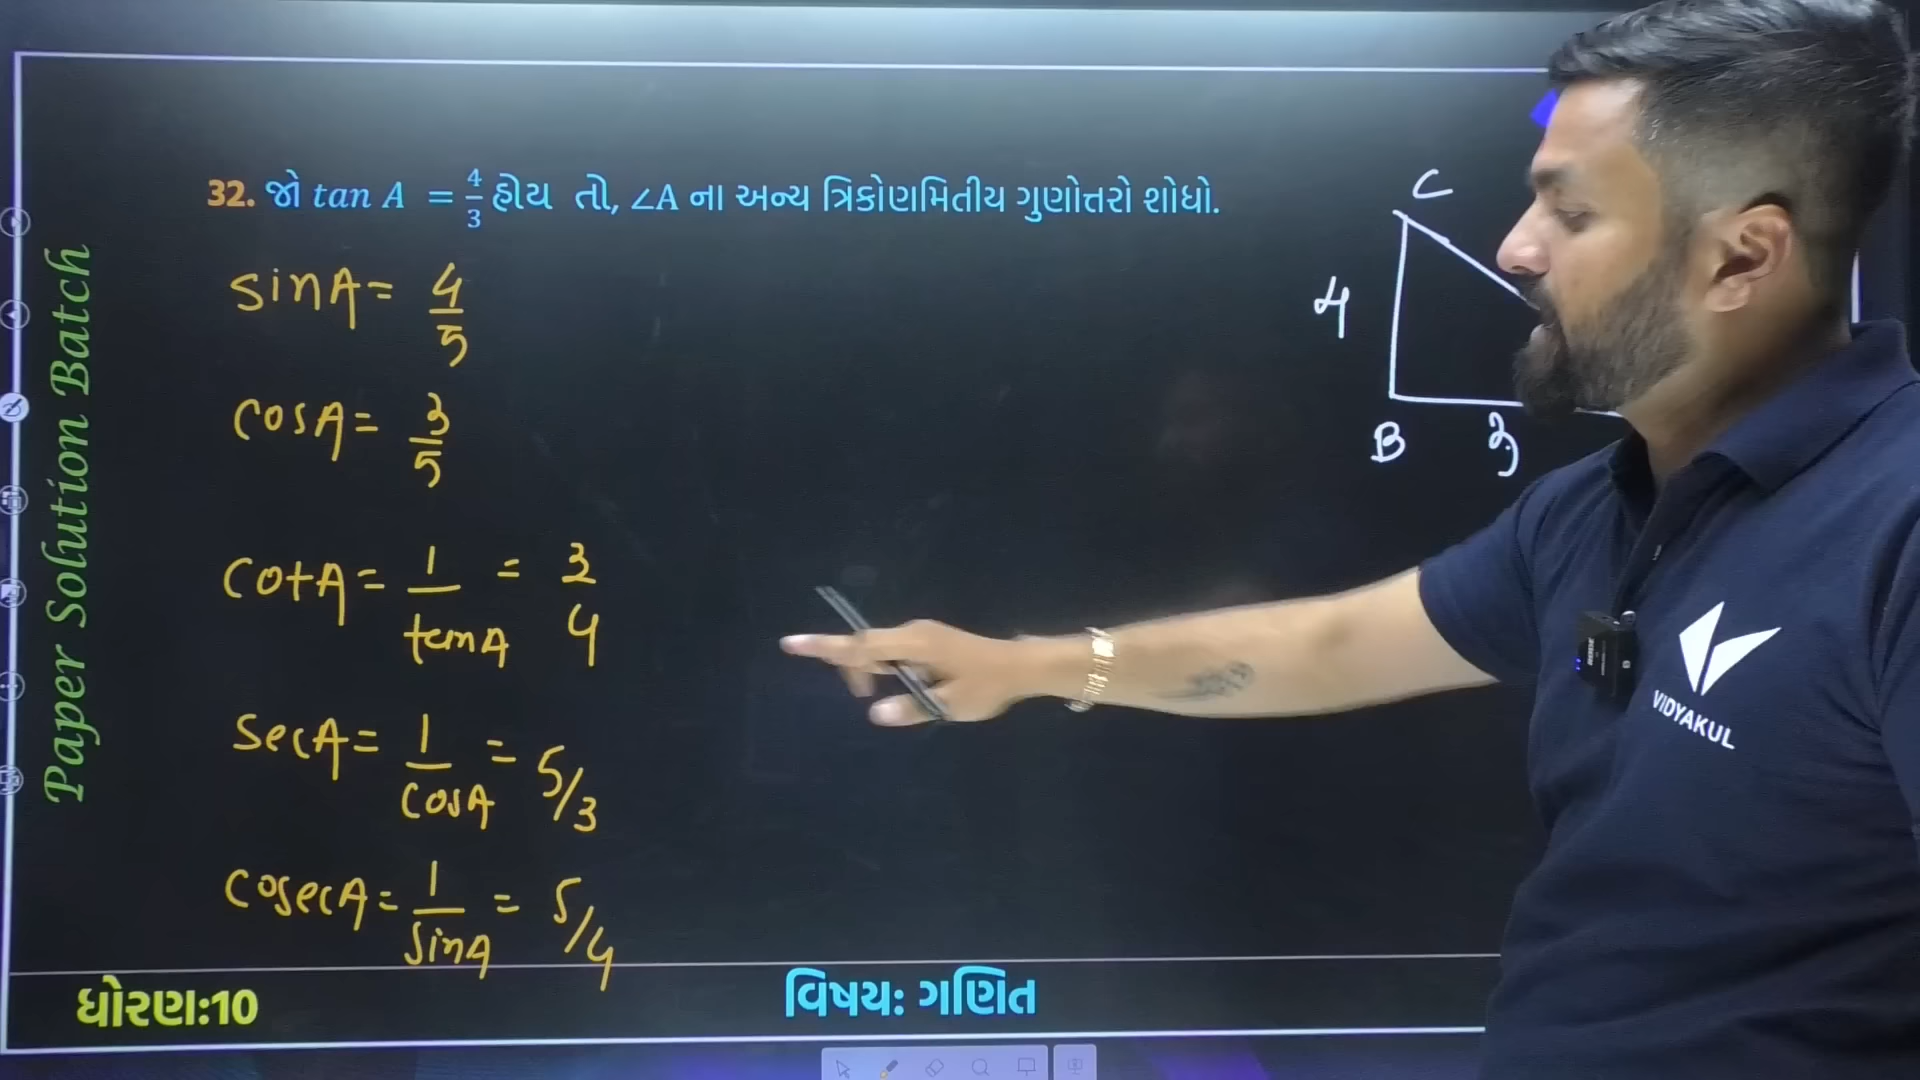 32. જો tan A = 4/3 હોય તો, ∠A ના અન્ય ત્રિકોણમિતીય ગુણોત્તરો શોધો.
sinA = 4/5
cosA = 3/5
cotA = 1/tanA = 3 4
secA = 1/cosA = 5/3
cosecA = 1/sinA = 5/4
C
4
B
3
Paper Solution Batch
VIDYAKUL
ધોરણ:10
વિષય: ગણિત